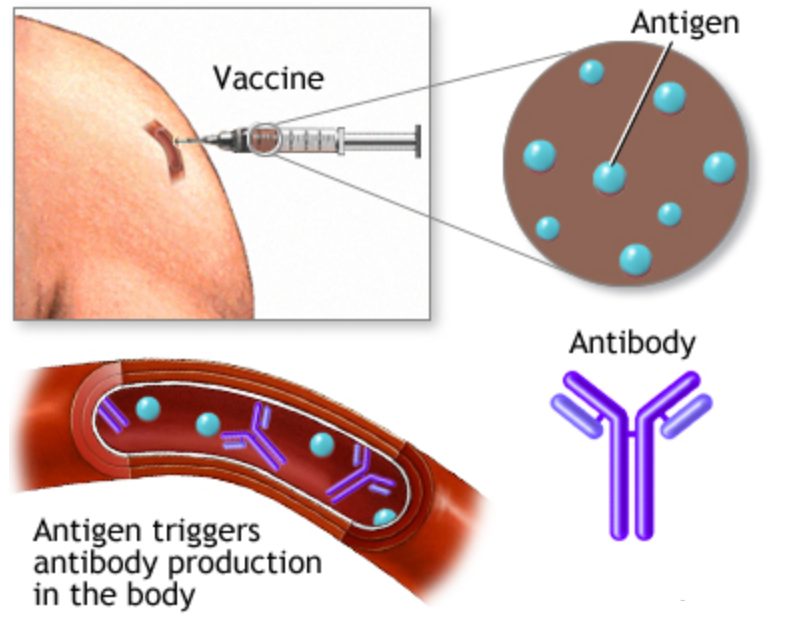 Antigen
Vaccine
Antibody
Antigen triggers
antibody production
in the body